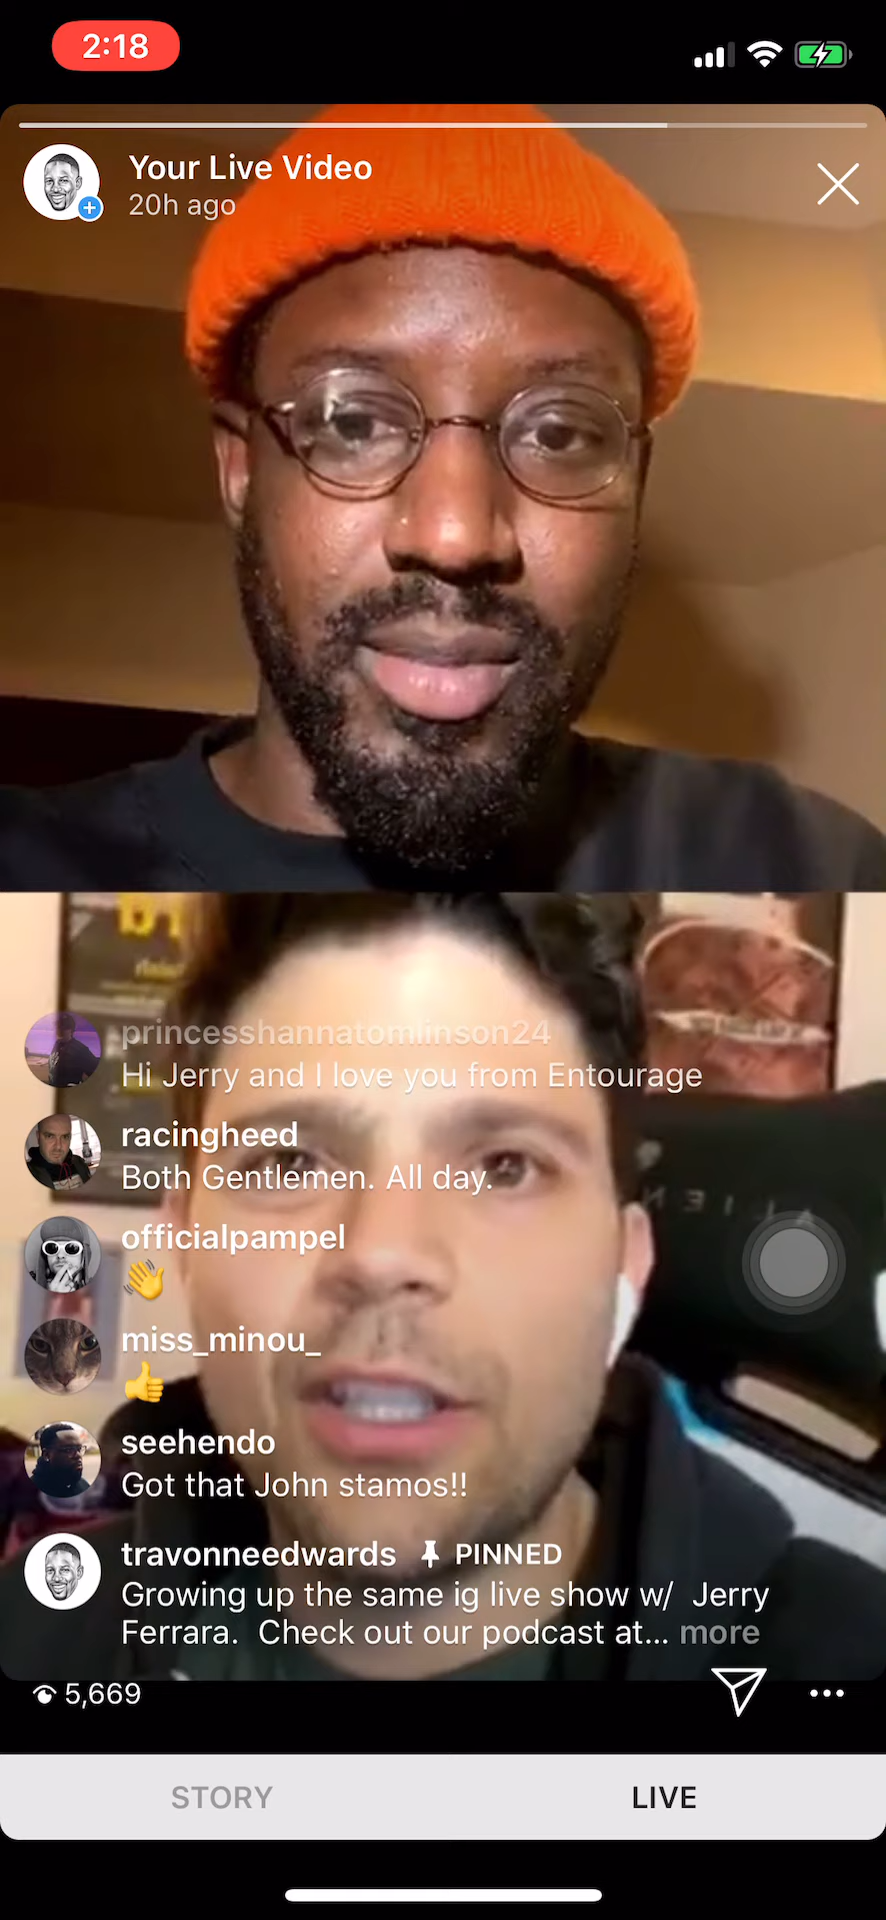 2:18
Your Live Video
20h ago
princesshannatomlinson24
Hi Jerry and I love you from Entourage
racingheed
Both Gentlemen. All day.
officialpampel
👋
miss_minou_
👍
seehendo
Got that John stamos!!
travonneedwards PINNED
Growing up the same ig live show w/ Jerry
Ferrara. Check out our podcast at... more
5,669
STORY LIVE